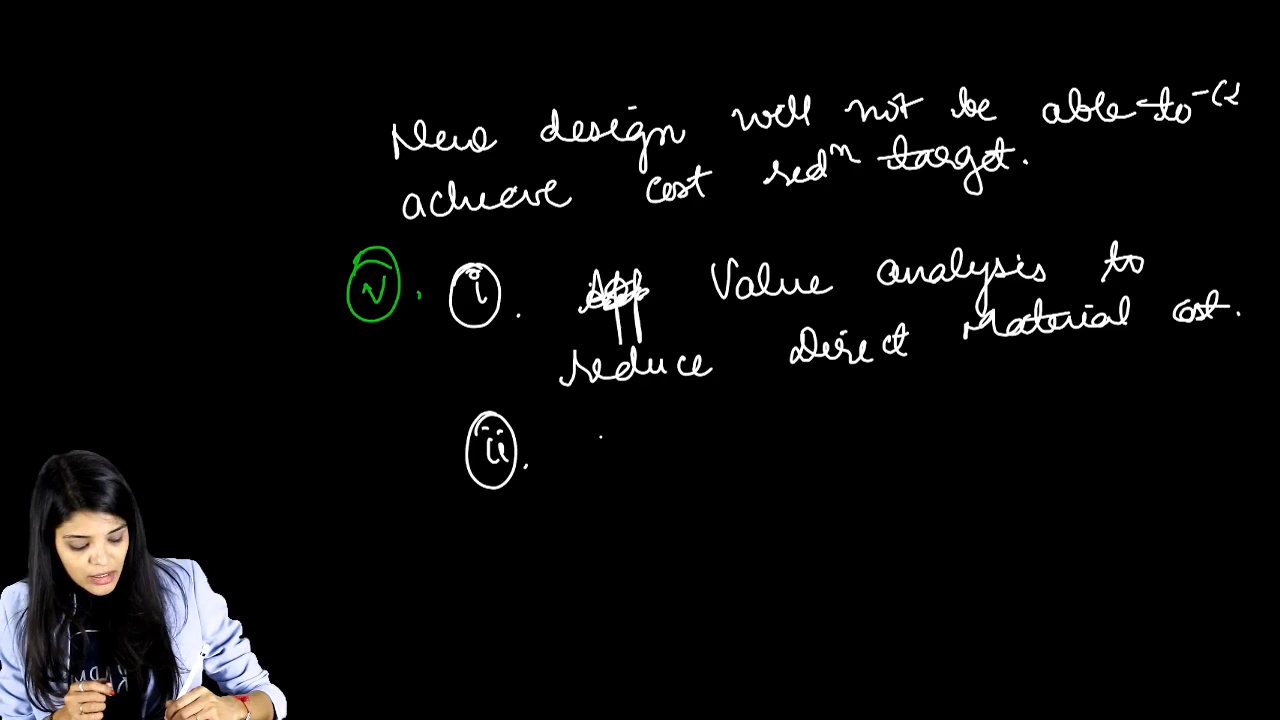 New design will not be able to
achieve cost redⁿ target.
V. i. Value analysis to
reduce Direct Material cost.
ii.